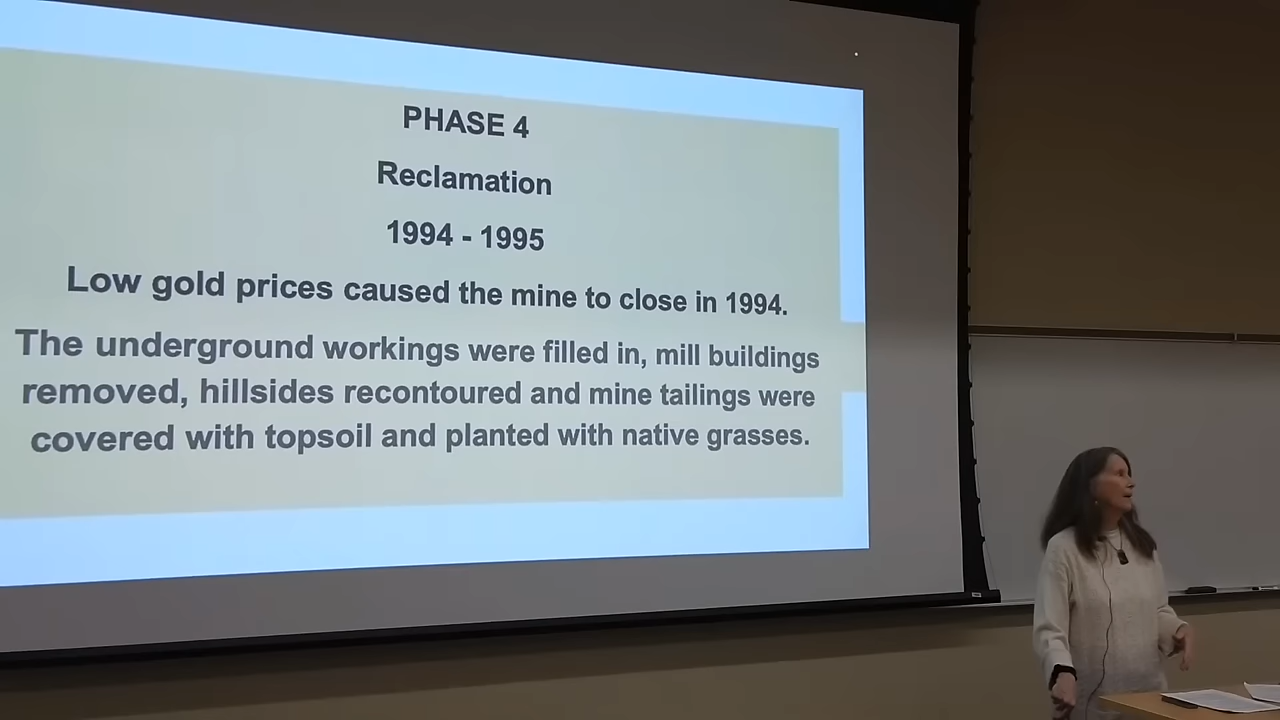 PHASE 4
Reclamation
1994 - 1995
Low gold prices caused the mine to close in 1994.
The underground workings were filled in, mill buildings
removed, hillsides recontoured and mine tailings were
covered with topsoil and planted with native grasses.